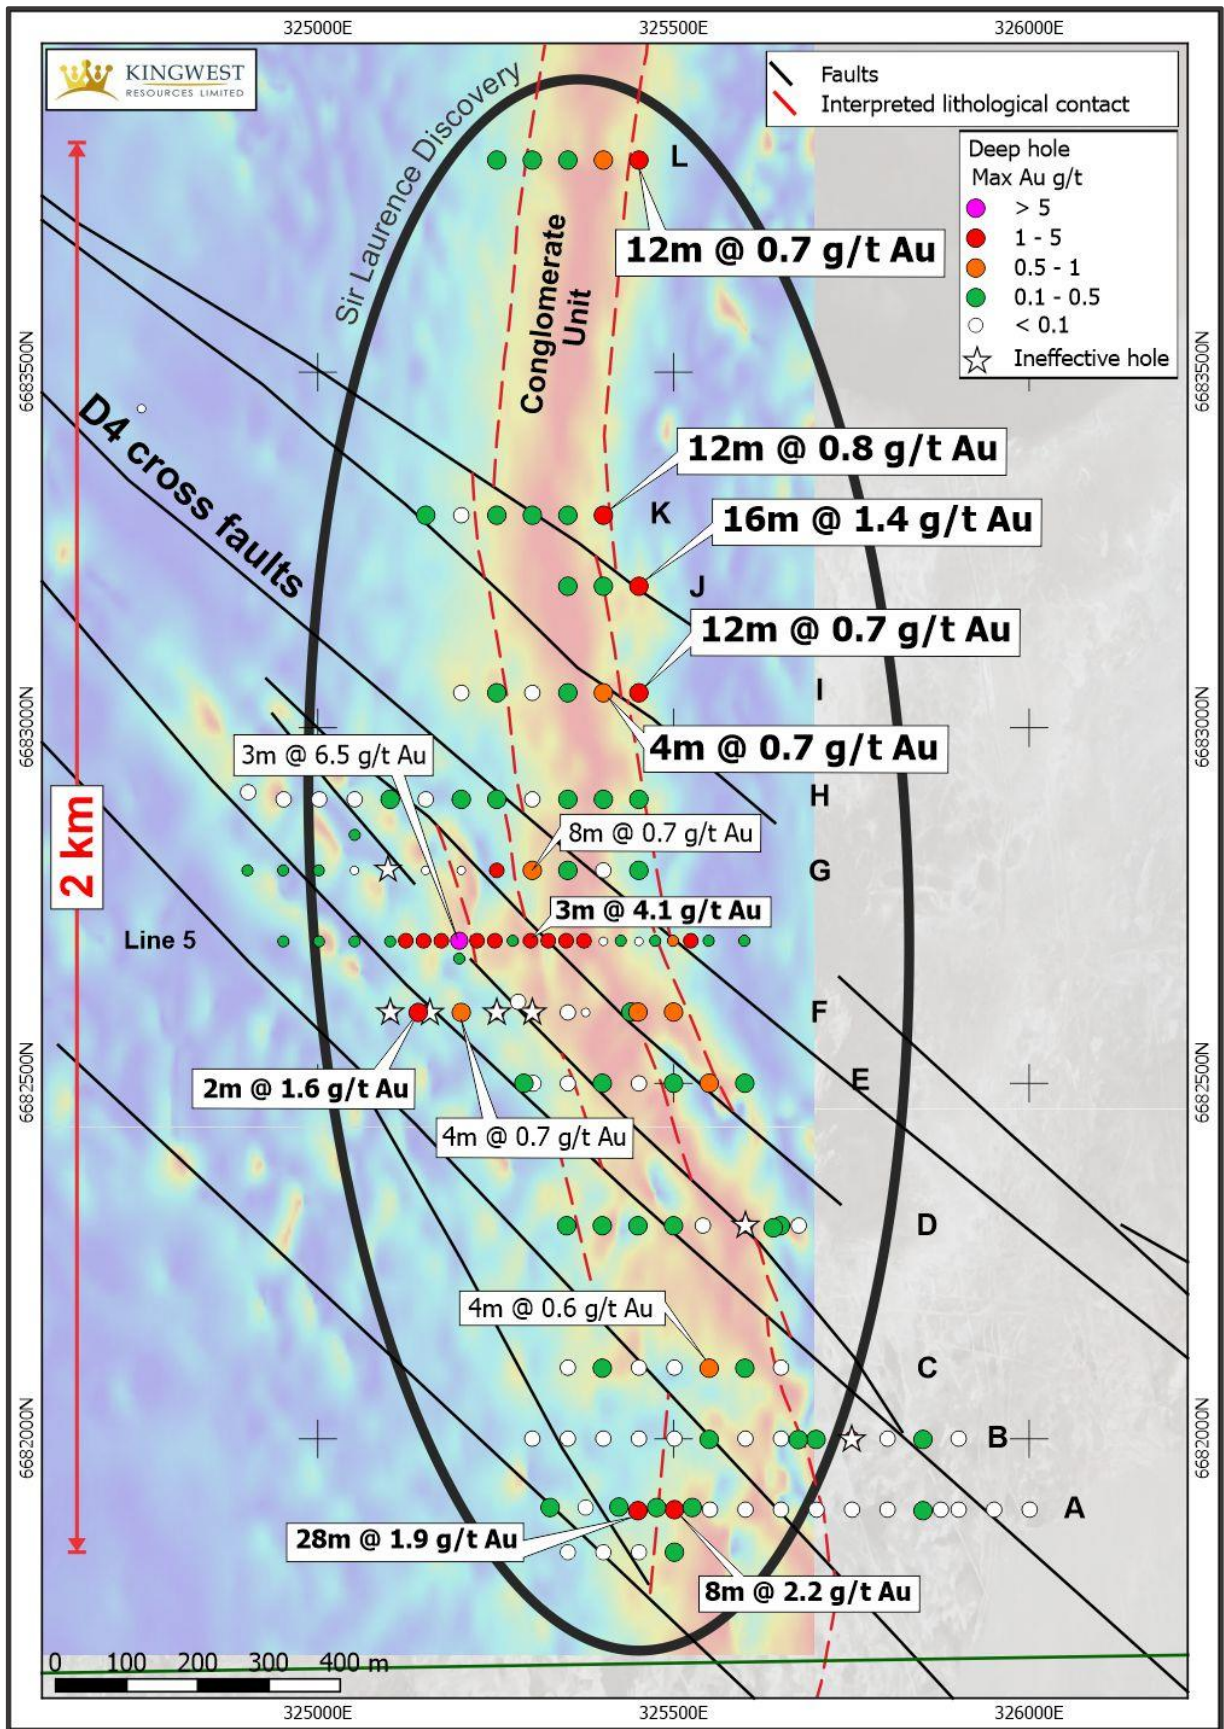 325000E
325500E
326000E
KINGWEST
RESOURCES LIMITED
Faults
Interpreted lithological contact
Sir Laurence Discovery
Deep hole
Max Au g/t
> 5
1 - 5
0.5 - 1
0.1 - 0.5
< 0.1
Ineffective hole
L
12m @ 0.7 g/t Au
Conglomerate
Unit
6683500N
6683500N
D4 cross faults
12m @ 0.8 g/t Au
K
16m @ 1.4 g/t Au
J
12m @ 0.7 g/t Au
I
6683000N
6683000N
4m @ 0.7 g/t Au
3m @ 6.5 g/t Au
H
2 km
8m @ 0.7 g/t Au
G
3m @ 4.1 g/t Au
Line 5
F
2m @ 1.6 g/t Au
E
6682500N
6682500N
4m @ 0.7 g/t Au
D
4m @ 0.6 g/t Au
C
6682000N
6682000N
B
A
28m @ 1.9 g/t Au
8m @ 2.2 g/t Au
0 100 200 300 400 m
325000E
325500E
326000E